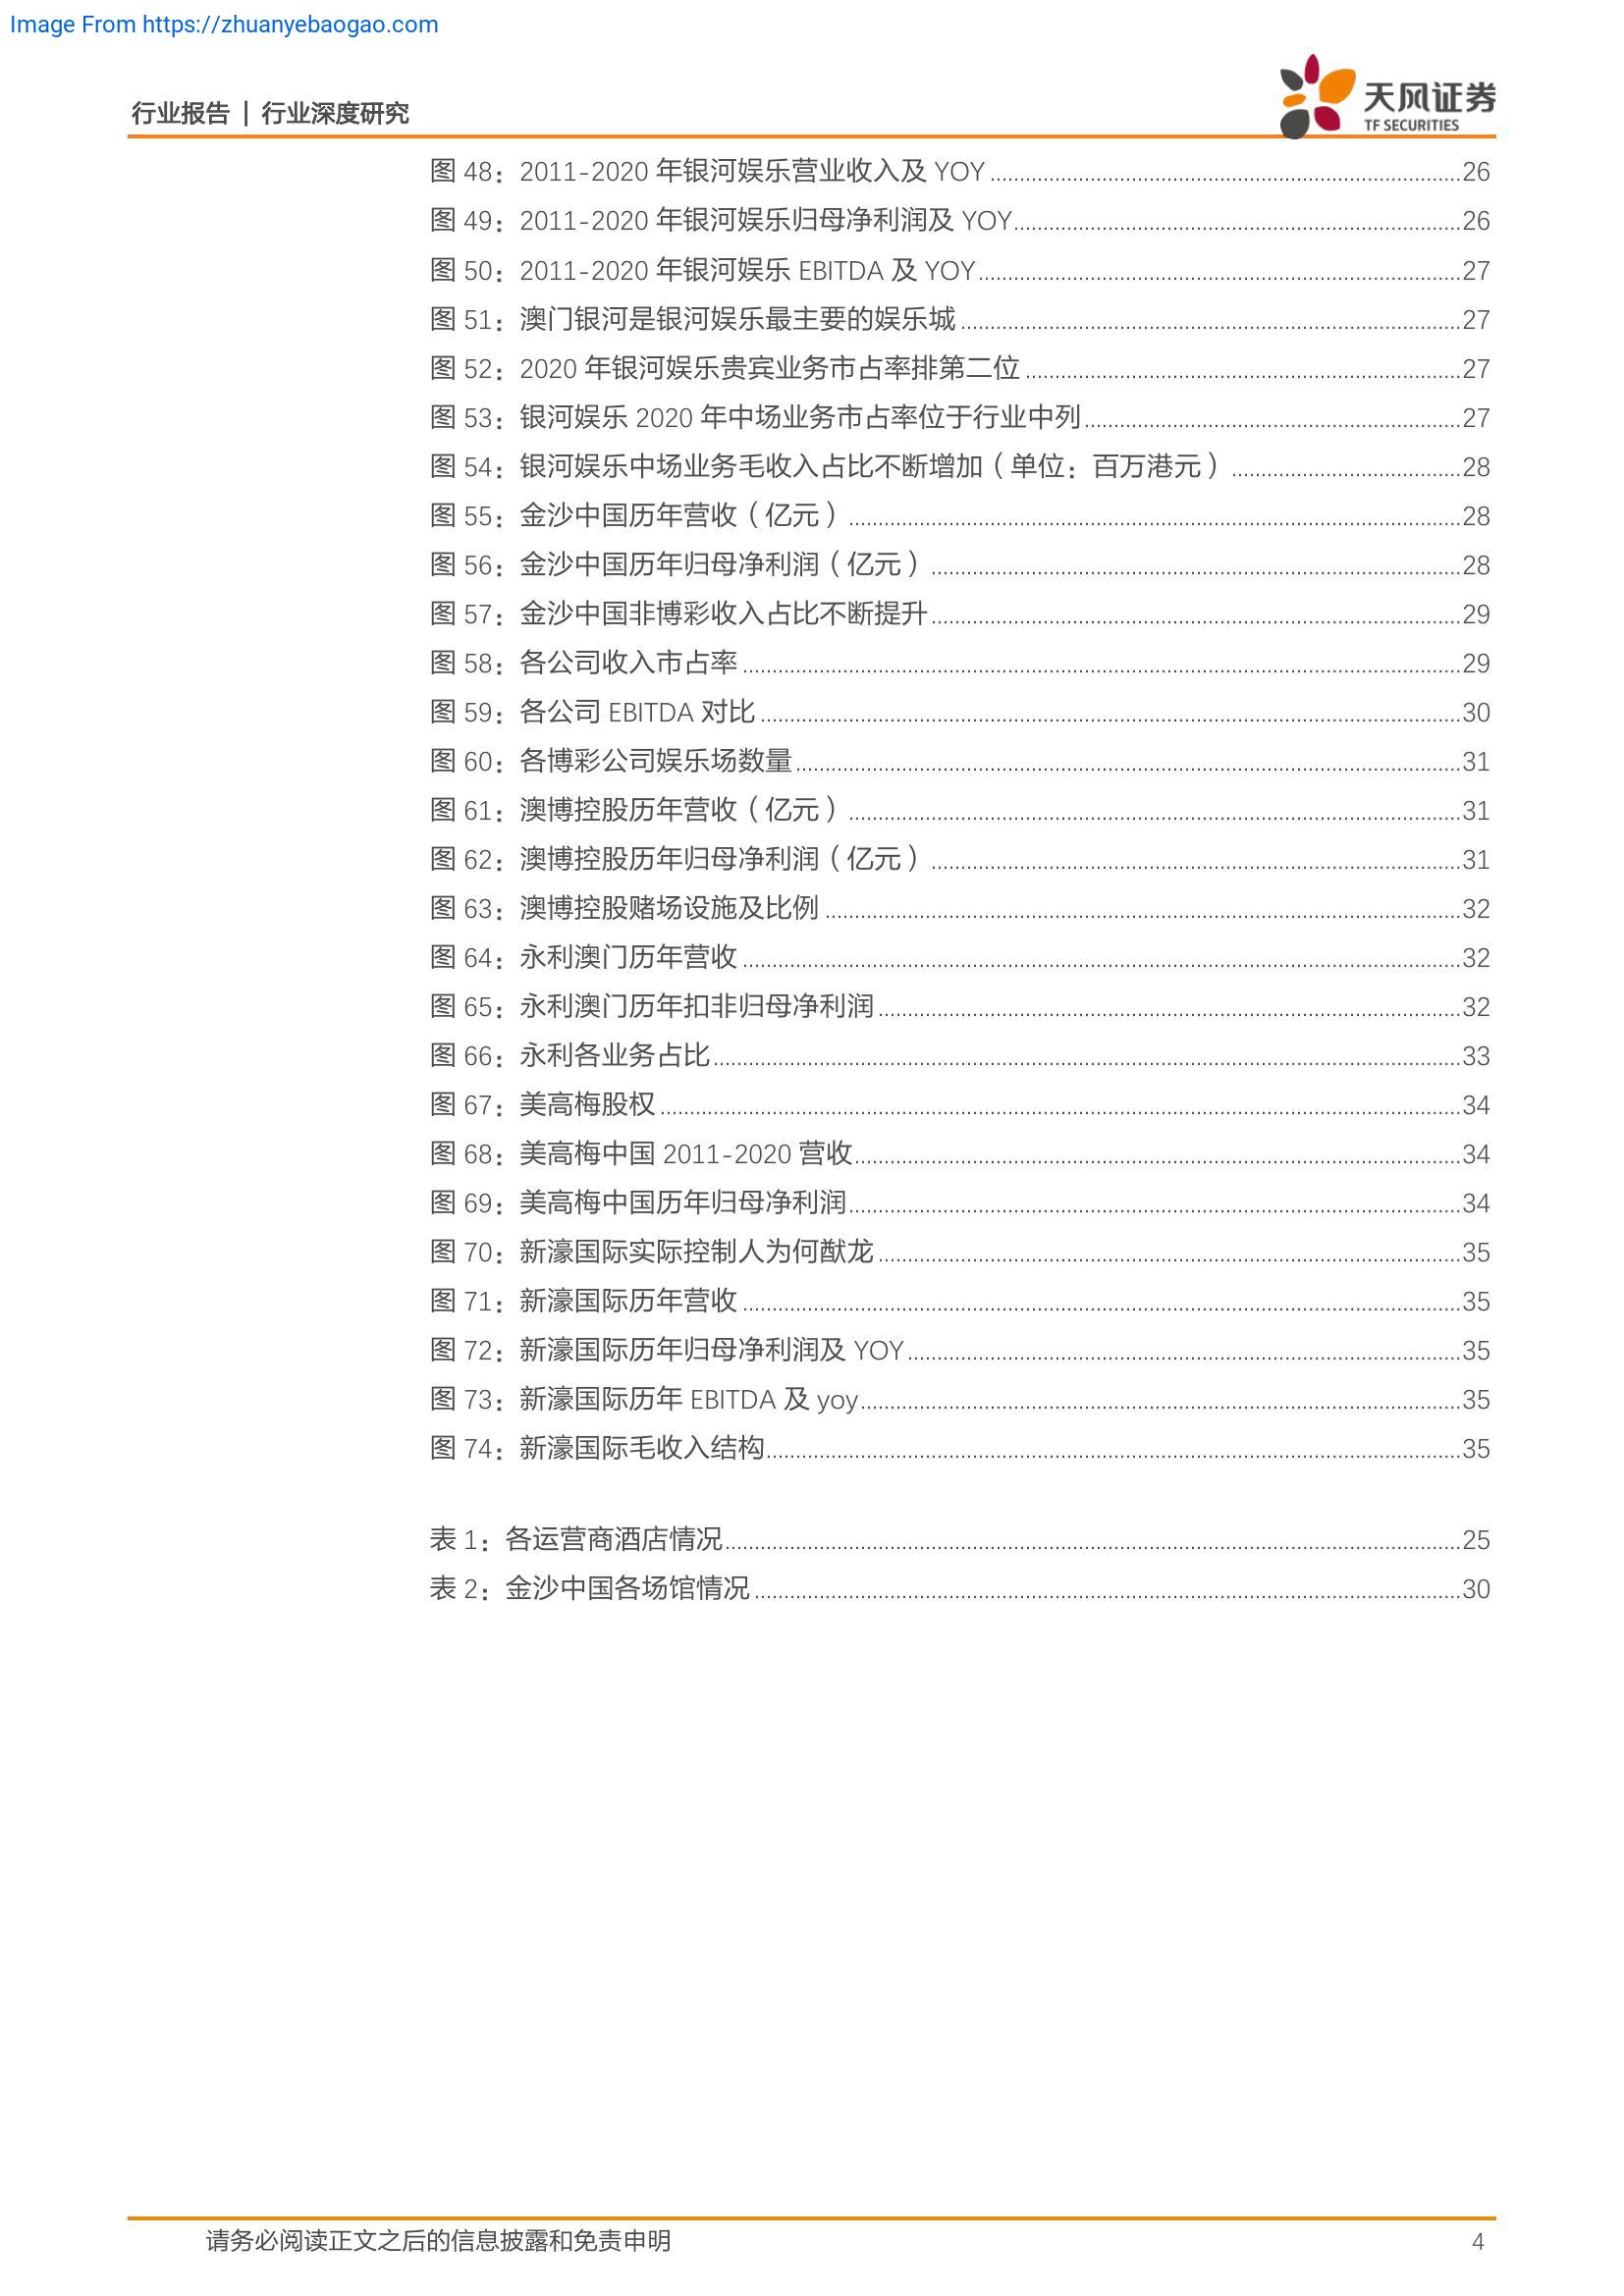 Image From https://zhuanyebaogao.com
行业报告 | 行业深度研究
天风证券
TF SECURITIES
图 48：2011-2020 年银河娱乐营业收入及 YOY 26
图 49：2011-2020 年银河娱乐归母净利润及 YOY 26
图 50：2011-2020 年银河娱乐 EBITDA 及 YOY 27
图 51：澳门银河是银河娱乐最主要的娱乐城 27
图 52：2020 年银河娱乐贵宾业务市占率排第二位 27
图 53：银河娱乐 2020 年中场业务市占率位于行业中列 27
图 54：银河娱乐中场业务毛收入占比不断增加（单位：百万港元） 28
图 55：金沙中国历年营收（亿元） 28
图 56：金沙中国历年归母净利润（亿元） 28
图 57：金沙中国非博彩收入占比不断提升 29
图 58：各公司收入市占率 29
图 59：各公司 EBITDA 对比 30
图 60：各博彩公司娱乐场数量 31
图 61：澳博控股历年营收（亿元） 31
图 62：澳博控股历年归母净利润（亿元） 31
图 63：澳博控股赌场设施及比例 32
图 64：永利澳门历年营收 32
图 65：永利澳门历年扣非归母净利润 32
图 66：永利各业务占比 33
图 67：美高梅股权 34
图 68：美高梅中国 2011-2020 营收 34
图 69：美高梅中国历年归母净利润 34
图 70：新濠国际实际控制人为何猷龙 35
图 71：新濠国际历年营收 35
图 72：新濠国际历年归母净利润及 YOY 35
图 73：新濠国际历年 EBITDA 及 yoy 35
图 74：新濠国际毛收入结构 35
表 1：各运营商酒店情况 25
表 2：金沙中国各场馆情况 30
请务必阅读正文之后的信息披露和免责申明 4